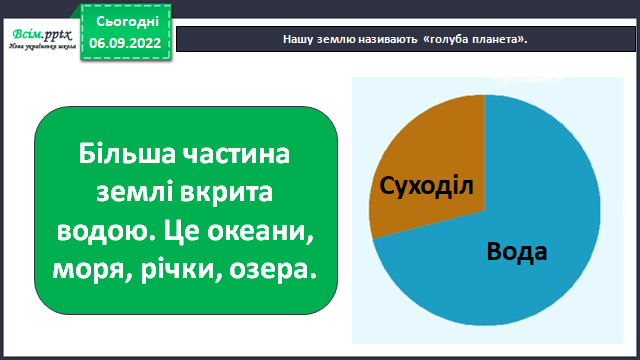 Всім.pptx
Нова українська школа
Сьогодні
06.09.2022
Нашу землю називають «голуба планета».
Більша частина
землі вкрита
водою. Це океани,
моря, річки, озера.
Продажи
Суходіл
Вода